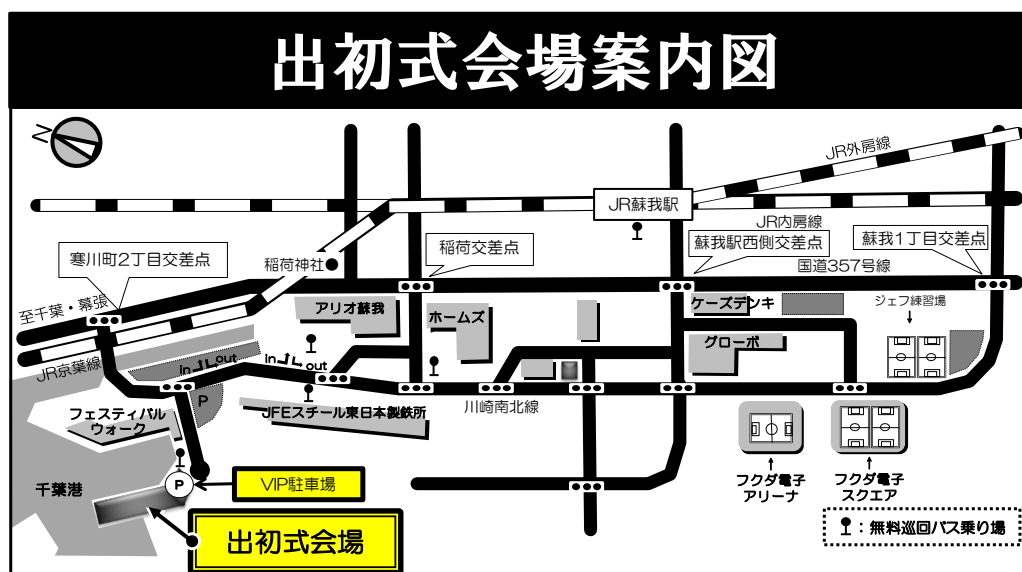 出初式会場案内図
N
JR外房線
JR蘇我駅
JR内房線
寒川町2丁目交差点
稲荷神社
稲荷交差点
蘇我駅西側交差点
蘇我1丁目交差点
国道357号線
至千葉・幕張
JR京葉線
アリオ蘇我
ホームズ
ケーズデンキ
グローボ
ジェフ練習場
in
out
in
out
P
フェスティバル
ウォーク
JFEスチール東日本製鉄所
川崎南北線
千葉港
P
VIP駐車場
出初式会場
フクダ電子
アリーナ
フクダ電子
スクエア
：無料巡回バス乗り場